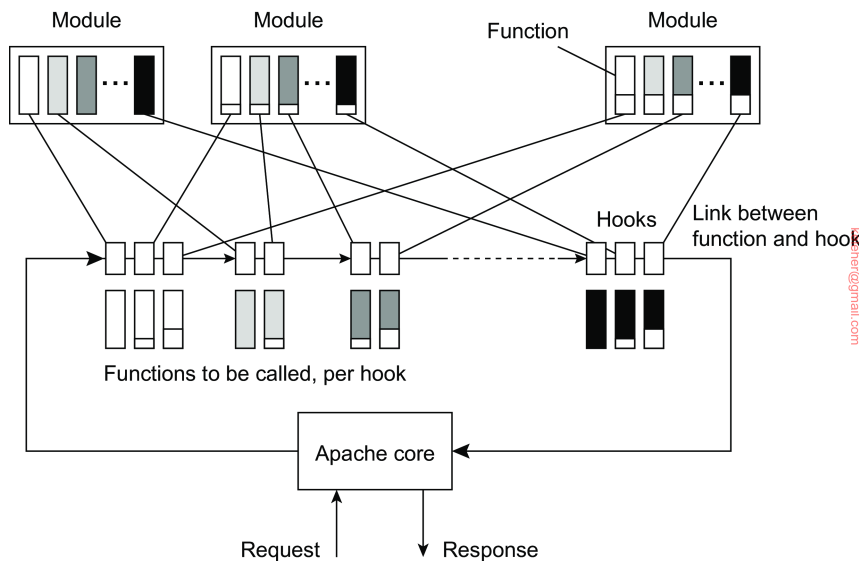 Module
Module
Module
Function
...
...
...
Hooks
Link between
function and hook
Functions to be called, per hook
Apache core
Request
Response